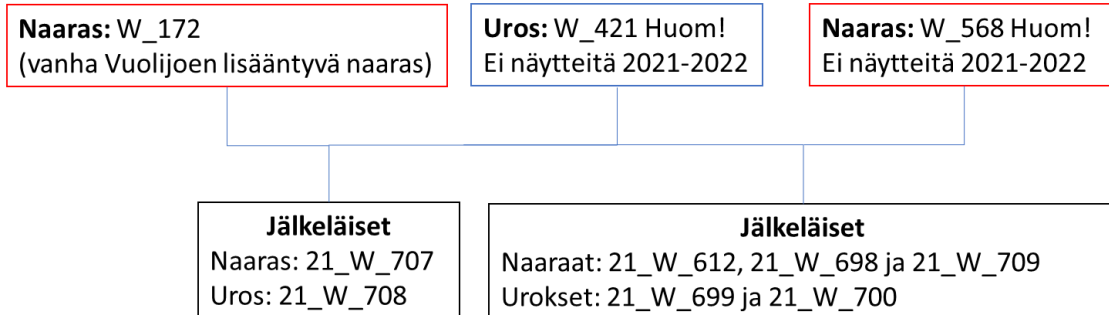 Naaras: W_172
(vanha Vuolijoen lisääntyvä naaras)
Uros: W_421 Huom!
Ei näytteitä 2021-2022
Naaras: W_568 Huom!
Ei näytteitä 2021-2022
Jälkeläiset
Naaras: 21_W_707
Uros: 21_W_708
Jälkeläiset
Naaraat: 21_W_612, 21_W_698 ja 21_W_709
Urokset: 21_W_699 ja 21_W_700